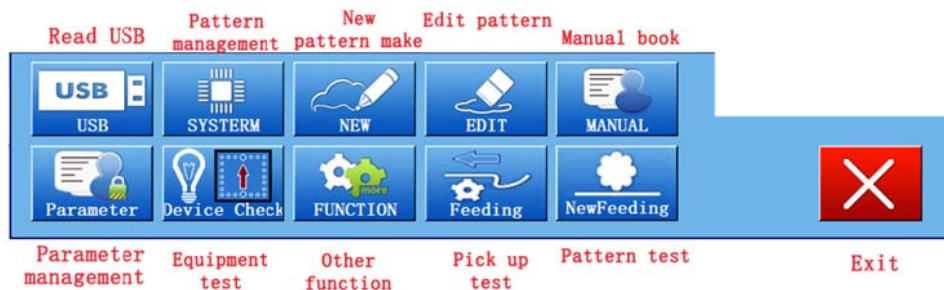 Read USB
Pattern
management
New
pattern make
Edit pattern
Manual book
USB
USB
SYSTERM
NEW
EDIT
MANUAL
Parameter
Device Check
more
FUNCTION
Feeding
NewFeeding
Parameter
management
Equipment
test
Other
function
Pick up
test
Pattern test
Exit